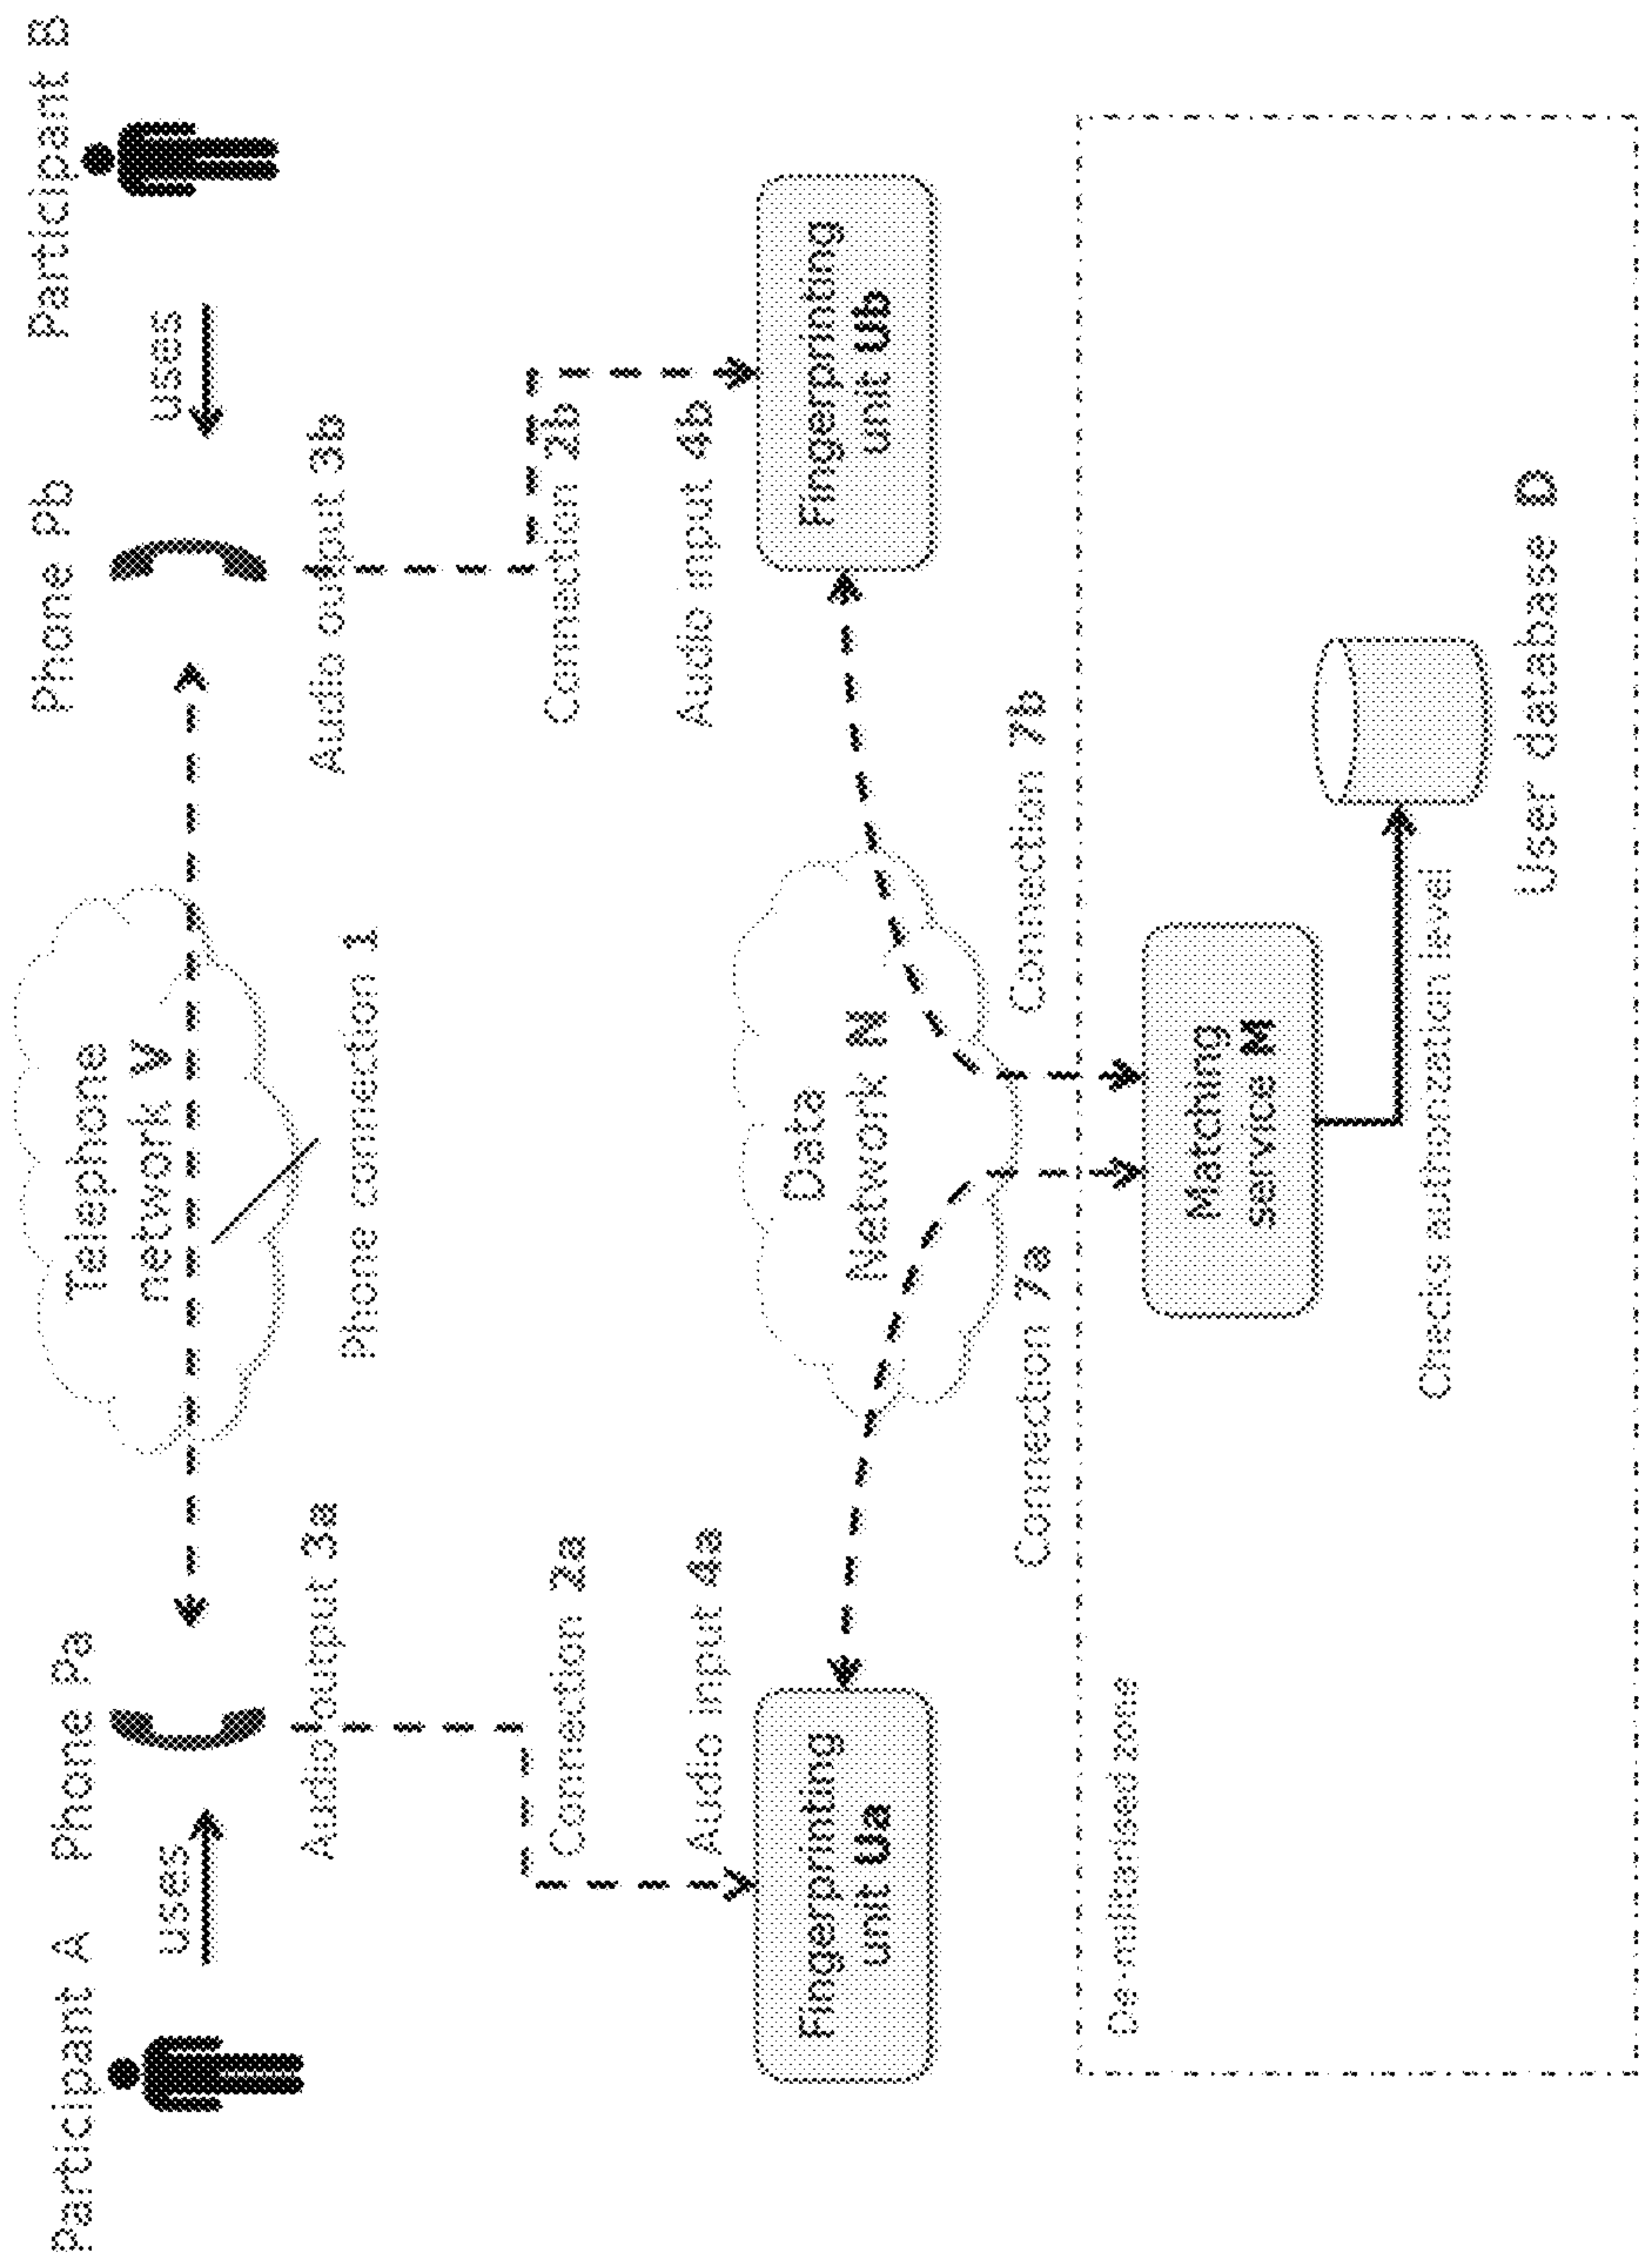 Participant A
Phone Pa
Phone Pb
Participant B
uses
Telephone
network V
uses
Audio output 3a
Phone connection 1
Audio output 3b
Connection 2a
Connection 2b
Audio input 4a
Audio input 4b
Fingerprinting
unit Ua
Data
Network N
Fingerprinting
unit Ub
Connection 7a
Connection 7b
De-militarised zone
Matching
service M
Checks authorization level
User database D